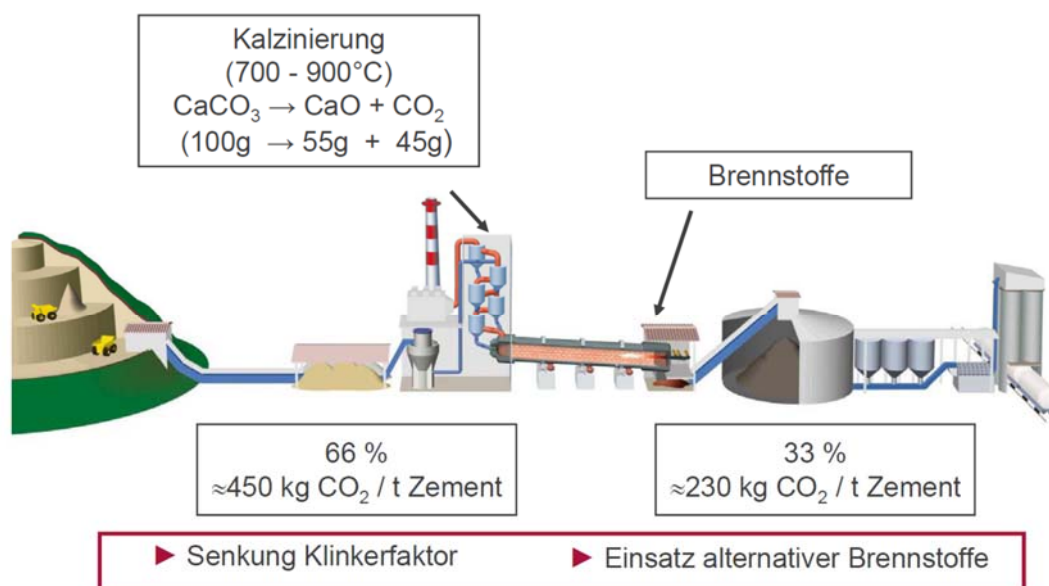 Kalzinierung
(700 - 900°C)
CaCO₃ → CaO + CO₂
(100g → 55g + 45g)
Brennstoffe
66 %
≈450 kg CO₂ / t Zement
33 %
≈230 kg CO₂ / t Zement
► Senkung Klinkerfaktor
► Einsatz alternativer Brennstoffe